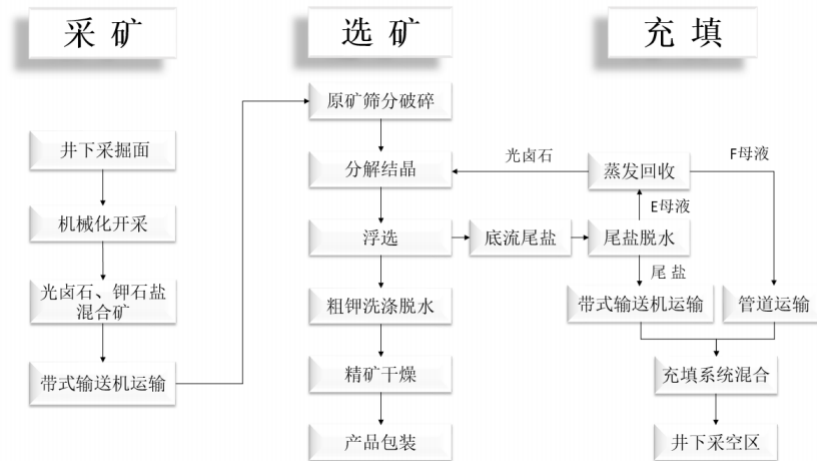 采矿
选矿
充填
井下采掘面
机械化开采
光卤石、钾石盐
混合矿
带式输送机运输
原矿筛分破碎
分解结晶
浮选
粗钾洗涤脱水
精矿干燥
产品包装
底流尾盐
光卤石
蒸发回收
F母液
E母液
尾盐脱水
尾盐
带式输送机运输
管道运输
充填系统混合
井下采空区